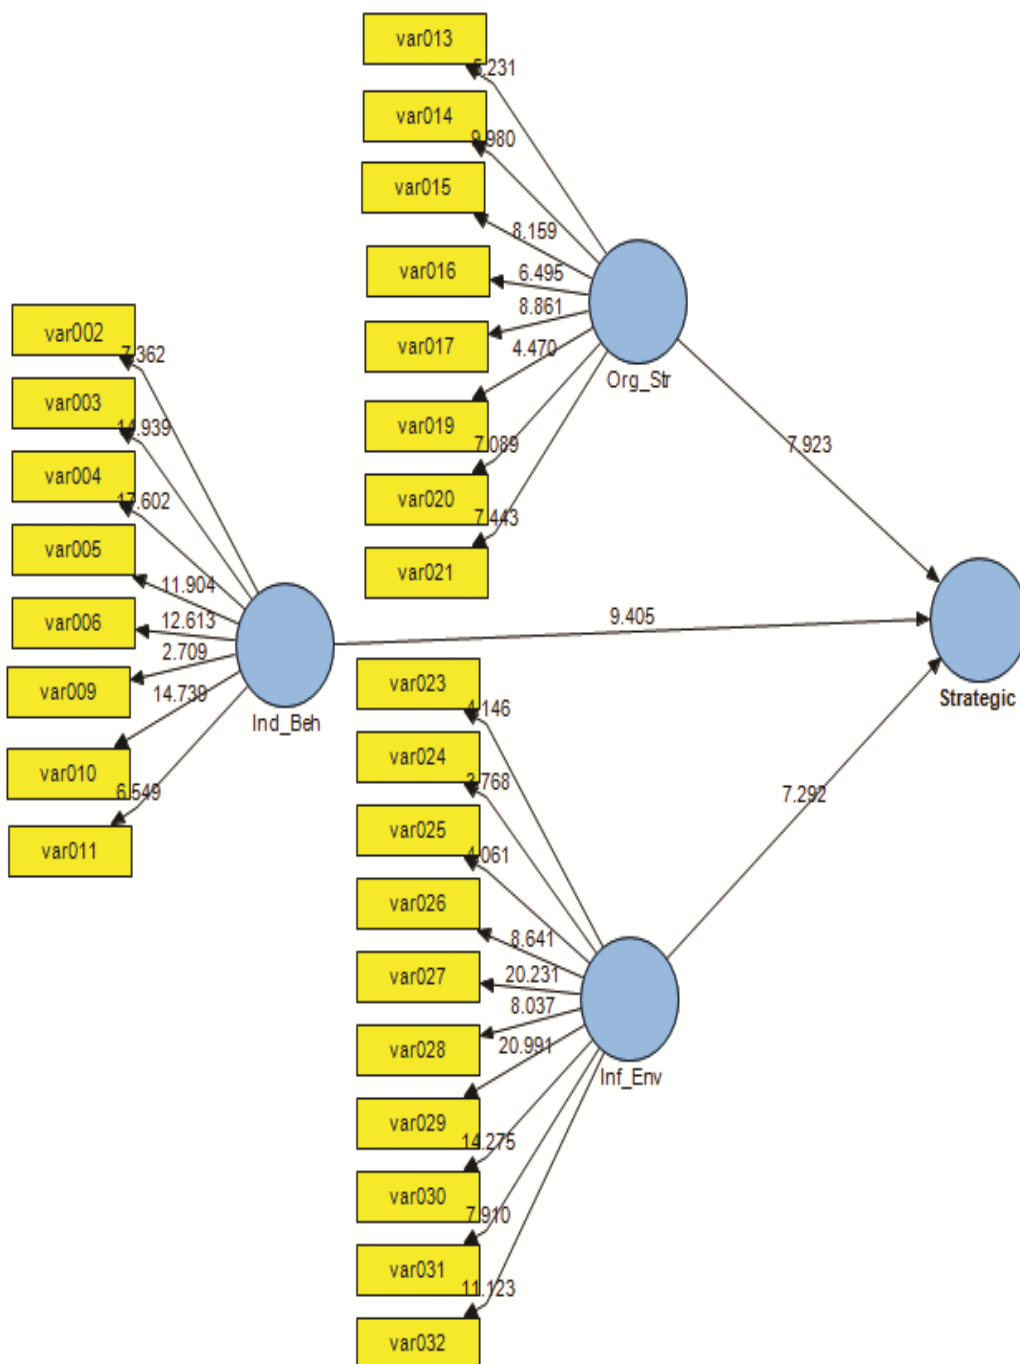 var013
5.231
var014
9.980
var015
8.159
var016
6.495
var017
8.861
4.470
var019
7.089
var020
7.443
var021
Org_Str
7.923
var002
7.362
var003
14.939
var004
17.602
var005
11.904
var006
12.613
2.709
var009
14.739
var010
6.549
var011
Ind_Beh
9.405
Strategic
var023
4.146
var024
3.768
var025
4.061
var026
8.641
var027
20.231
8.037
var028
20.991
var029
14.275
var030
7.910
var031
11.123
var032
Inf_Env
7.292